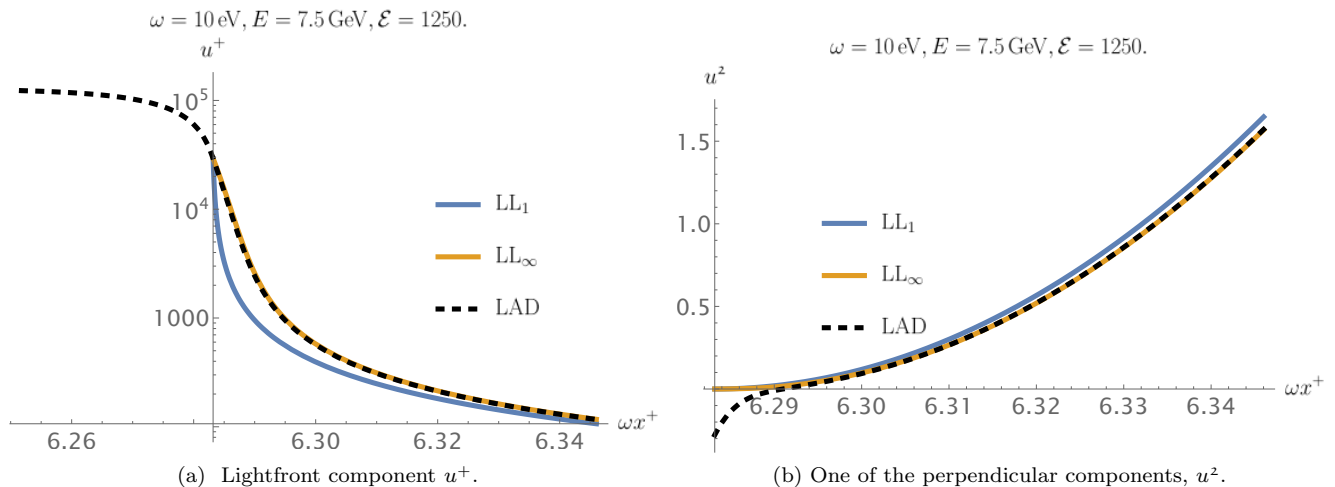 ω = 10 eV, E = 7.5 GeV, ℰ = 1250.
u⁺
10⁵
10⁴
1000
LL₁
LL∞
LAD
6.26
6.30
6.32
6.34
ωx⁺
(a) Lightfront component u⁺.
ω = 10 eV, E = 7.5 GeV, ℰ = 1250.
u²
1.5
1.0
0.5
LL₁
LL∞
LAD
6.29
6.30
6.31
6.32
6.33
6.34
ωx⁺
(b) One of the perpendicular components, u².